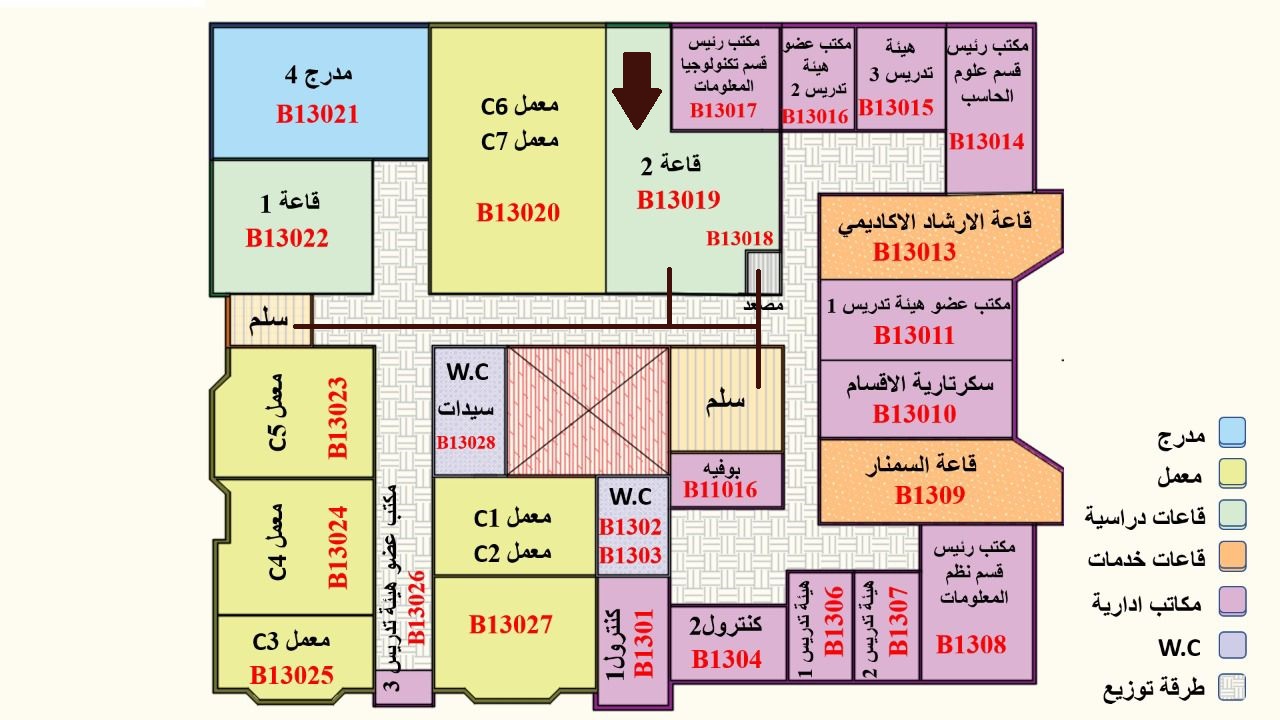 مدرج 4
B13021
معمل C6
معمل C7
B13020
قاعة 2
B13019
B13018
مصعد
مكتب رئيس
قسم تكنولوجيا
المعلومات
B13017
مكتب عضو
هيئة
تدريس 2
B13016
هيئة
تدريس 3
B13015
مكتب رئيس
قسم علوم
الحاسب
B13014
قاعة 1
B13022
سلم
قاعة الارشاد الاكاديمي
B13013
مكتب عضو هيئة تدريس 1
B13011
سكرتارية الاقسام
B13010
قاعة السمنار
B1309
معمل C5
B13023
معمل C4
B13024
معمل C3
B13025
مكتب عضو هيئة تدريس 3
B13026
W.C
سيدات
B13028
سلم
بوفيه
B11016
معمل C1
معمل C2
B13027
W.C
B1302
B1303
كنترول1
B1301
كنترول2
B1304
هيئة تدريس 1
B1306
هيئة تدريس 2
B1307
مكتب رئيس
قسم نظم
المعلومات
B1308
مدرج
معمل
قاعات دراسية
قاعات خدمات
مكاتب ادارية
W.C
طرقة توزيع